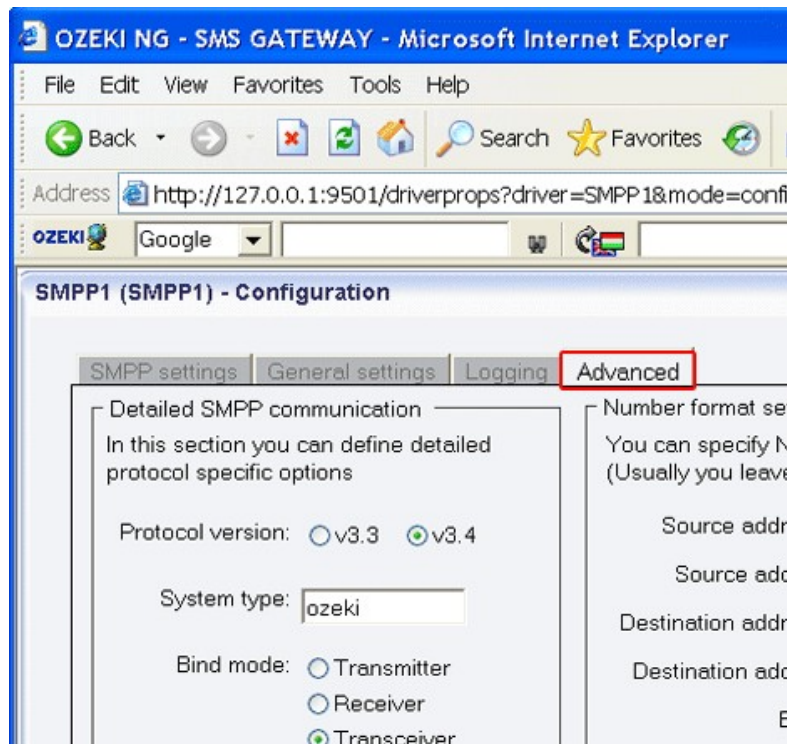 OZEKI NG - SMS GATEWAY - Microsoft Internet Explorer
File Edit View Favorites Tools Help
Back Search Favorites
Address http://127.0.0.1:9501/driverprops?driver=SMPP1&mode=confi
OZEKI Google
SMPP1 (SMPP1) - Configuration
SMPP settings General settings Logging Advanced
Detailed SMPP communication
In this section you can define detailed
protocol specific options
Protocol version: v3.3 v3.4
System type: ozeki
Bind mode: Transmitter
Receiver
Transceiver
Number format se
You can specify N
(Usually you leave
Source addr
Source add
Destination addr
Destination add
E